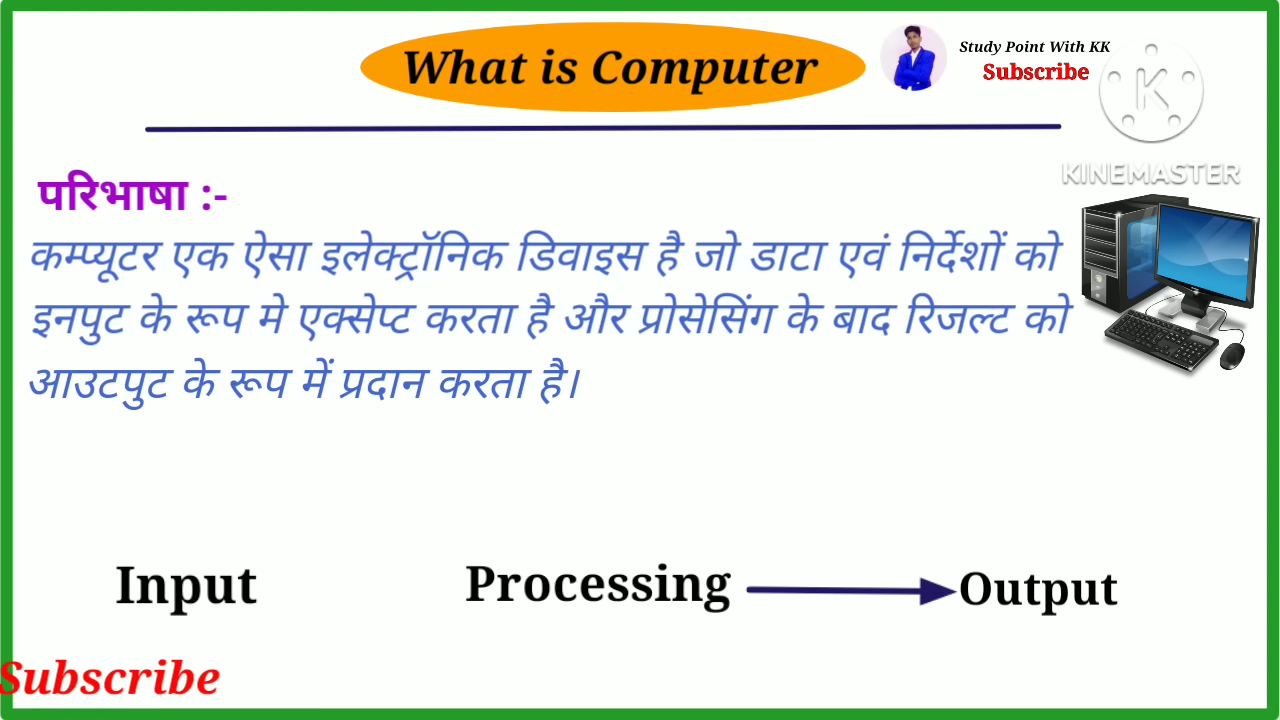 What is Computer
Study Point With KK
Subscribe
K
KINEMASTER
परिभाषा :-
कम्प्यूटर एक ऐसा इलेक्ट्रॉनिक डिवाइस है जो डाटा एवं निर्देशों को
इनपुट के रूप मे एक्सेप्ट करता है और प्रोसेसिंग के बाद रिजल्ट को
आउटपुट के रूप में प्रदान करता है।
Input Processing Output
Subscribe